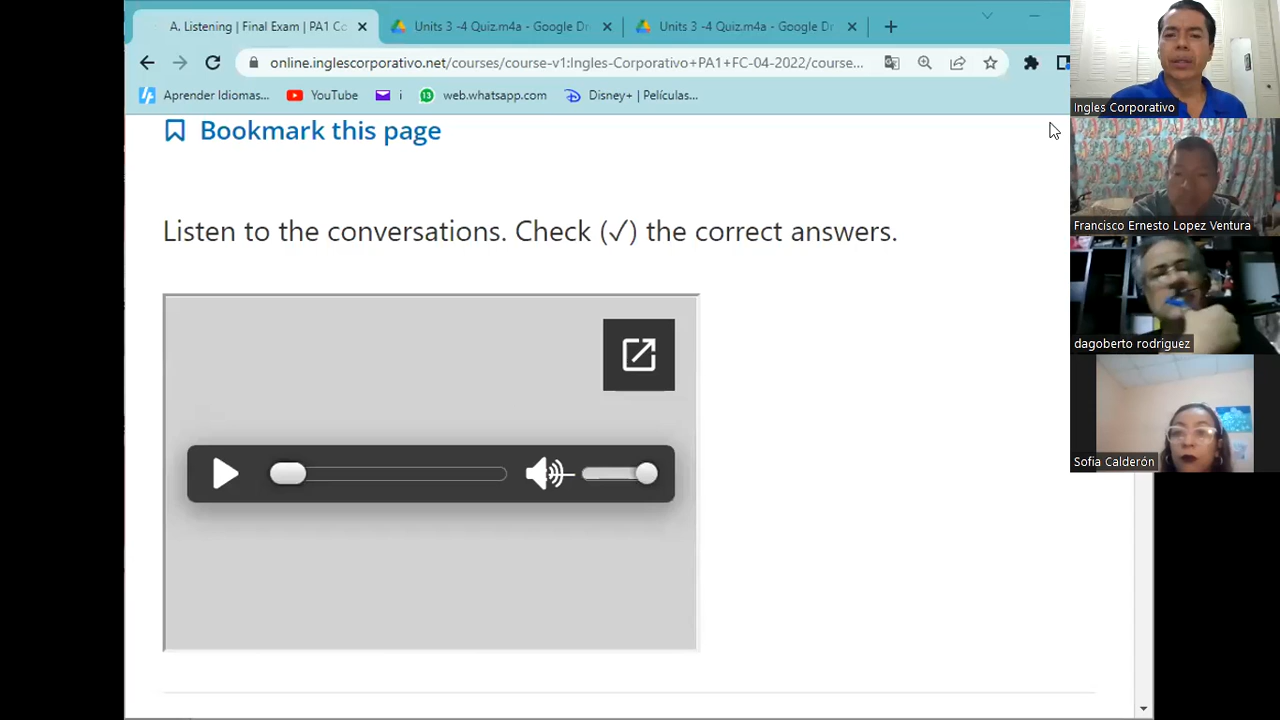 A. Listening | Final Exam | PA1 Co
Units 3 -4 Quiz.m4a - Google Dr
Units 3 -4 Quiz.m4a - Google Dr
online.inglescorporativo.net/courses/course-v1:Ingles-Corporativo+PA1+FC-04-2022/course...
Aprender Idiomas...
YouTube
i
13
web.whatsapp.com
Disney+ | Películas...
Ingles Corporativo
Bookmark this page
Francisco Ernesto Lopez Ventura
Listen to the conversations. Check (✓) the correct answers.
dagoberto rodriguez
Sofia Calderón